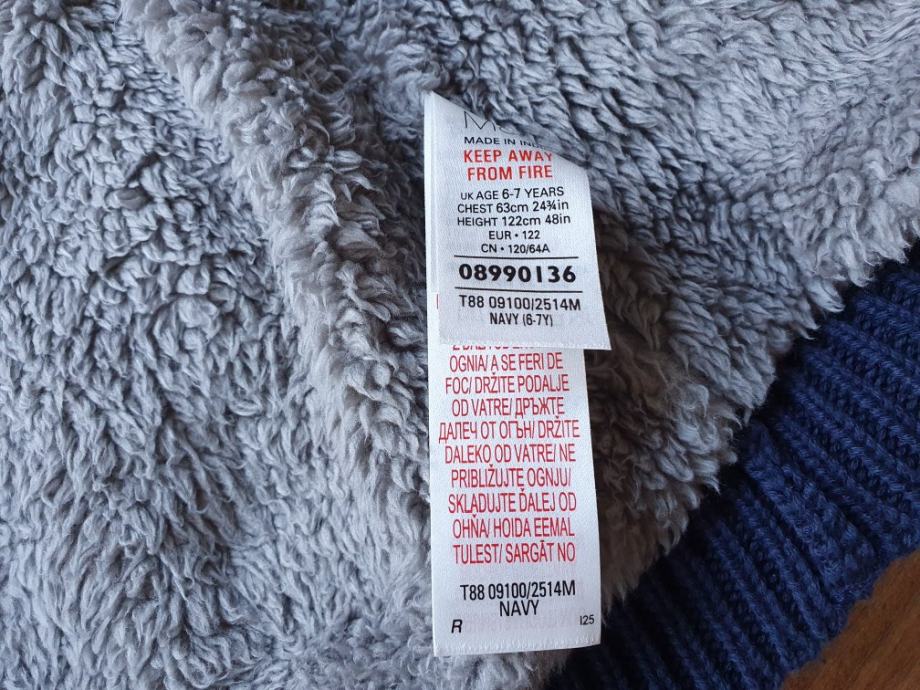 MADE IN
KEEP AWAY
FROM FIRE
UK AGE 6-7 YEARS
CHEST 63cm 24¾in
HEIGHT 122cm 48in
EUR • 122
CN • 120/64A
08990136
T88 09100/2514M
NAVY (6-7Y)
OGNIA/ A SE FERI DE
FOC/ DRŽITE PODALJE
OD VATRE/ ДРЪЖТЕ
ДАЛЕЧ ОТ ОГЪН/ DRŽITE
DALEKO OD VATRE/ NE
PRIBLIŽUJTE OGNJU/
SKLADUJTE ĎALEJ OD
OHŇA/ HOIDA EEMAL
TULEST/ SARGĀT NO
T88 09100/2514M
NAVY
R
I25